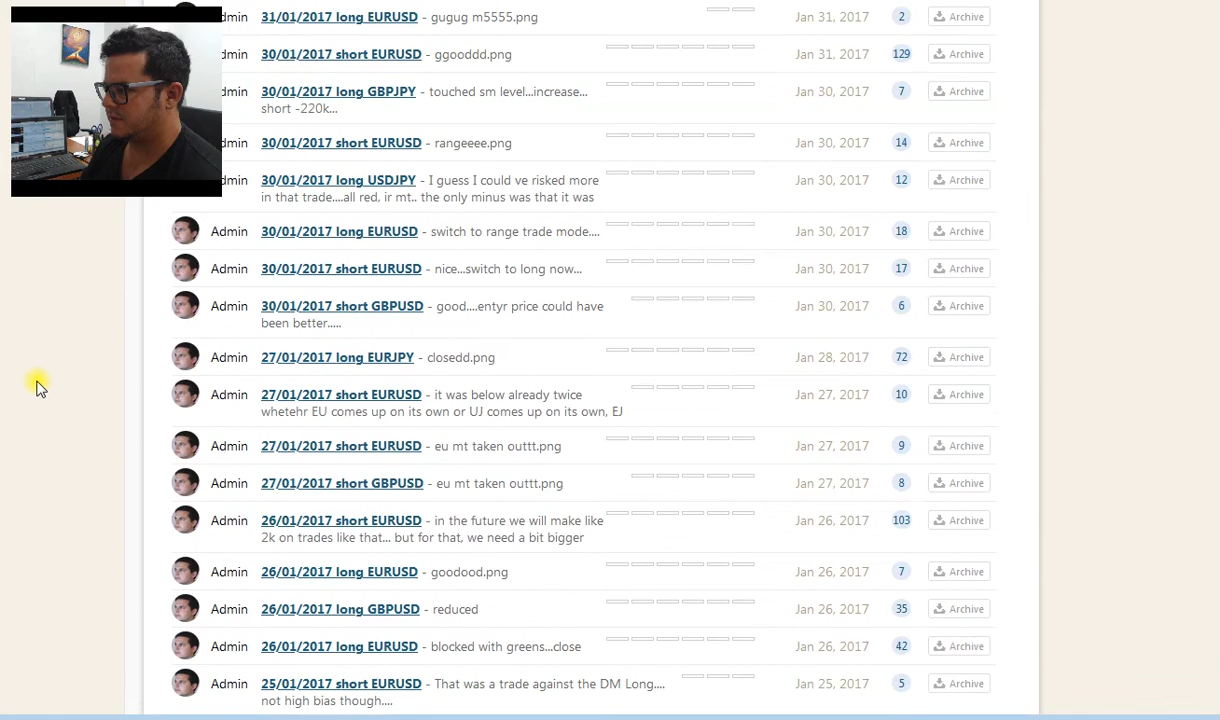 31/01/2017 long EURUSD - gugug m5555.png Jan 31, 2017 2 Archive
dmin 30/01/2017 short EURUSD - ggooddd.png Jan 31, 2017 129 Archive
30/01/2017 long GBPJPY - touched sm level...increase... Jan 30, 2017 7 Archive
short -220k...
30/01/2017 short EURUSD - rangeeee.png Jan 30, 2017 14 Archive
dmin 30/01/2017 long USDJPY - I guess I could ve risked more Jan 30, 2017 12 Archive
in that trade....all red, ir mt.. the only minus was that it was
Admin 30/01/2017 long EURUSD - switch to range trade mode.... Jan 30, 2017 18 Archive
Admin 30/01/2017 short EURUSD - nice...switch to long now... Jan 30, 2017 17 Archive
Admin 30/01/2017 short GBPUSD - good....entyr price could have Jan 30, 2017 6 Archive
been better.....
Admin 27/01/2017 long EURJPY - closedd.png Jan 28, 2017 72 Archive
Admin 27/01/2017 short EURUSD - it was below already twice Jan 27, 2017 10 Archive
whetehr EU comes up on its own or UJ comes up on its own, EJ
Admin 27/01/2017 short EURUSD - eu mt taken outtt.png Jan 27, 2017 9 Archive
Admin 27/01/2017 short GBPUSD - eu mt taken outtt.png Jan 27, 2017 8 Archive
Admin 26/01/2017 short EURUSD - in the future we will make like Jan 26, 2017 103 Archive
2k on trades like that... but for that, we need a bit bigger
Admin 26/01/2017 long EURUSD - goodood.png Jan 26, 2017 7 Archive
Admin 26/01/2017 long GBPUSD - reduced Jan 26, 2017 35 Archive
Admin 26/01/2017 long EURUSD - blocked with greens...close Jan 26, 2017 42 Archive
Admin 25/01/2017 short EURUSD - That was a trade against the DM Long.... Jan 25, 2017 5 Archive
not high bias though....